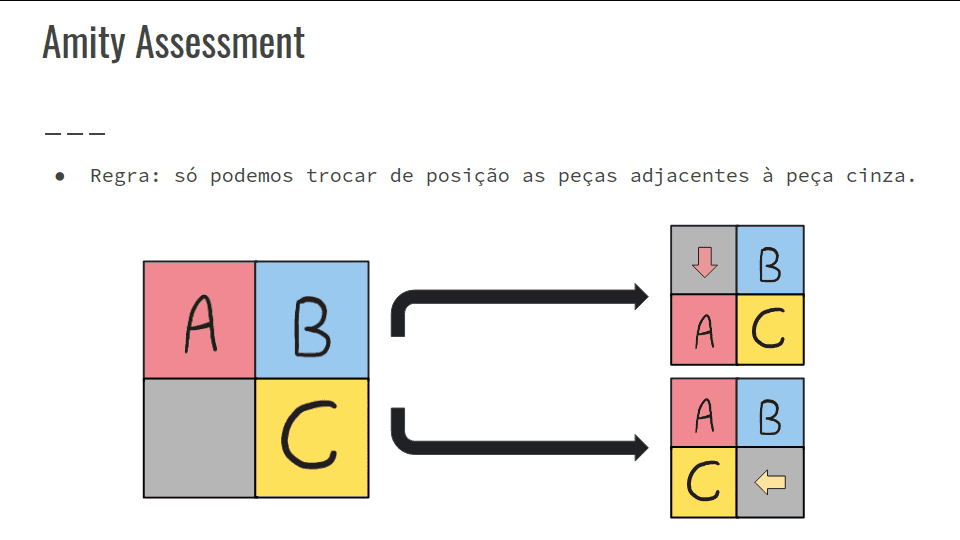 Amity Assessment
● Regra: só podemos trocar de posição as peças adjacentes à peça cinza.
A B
C
B
A C
A B
C